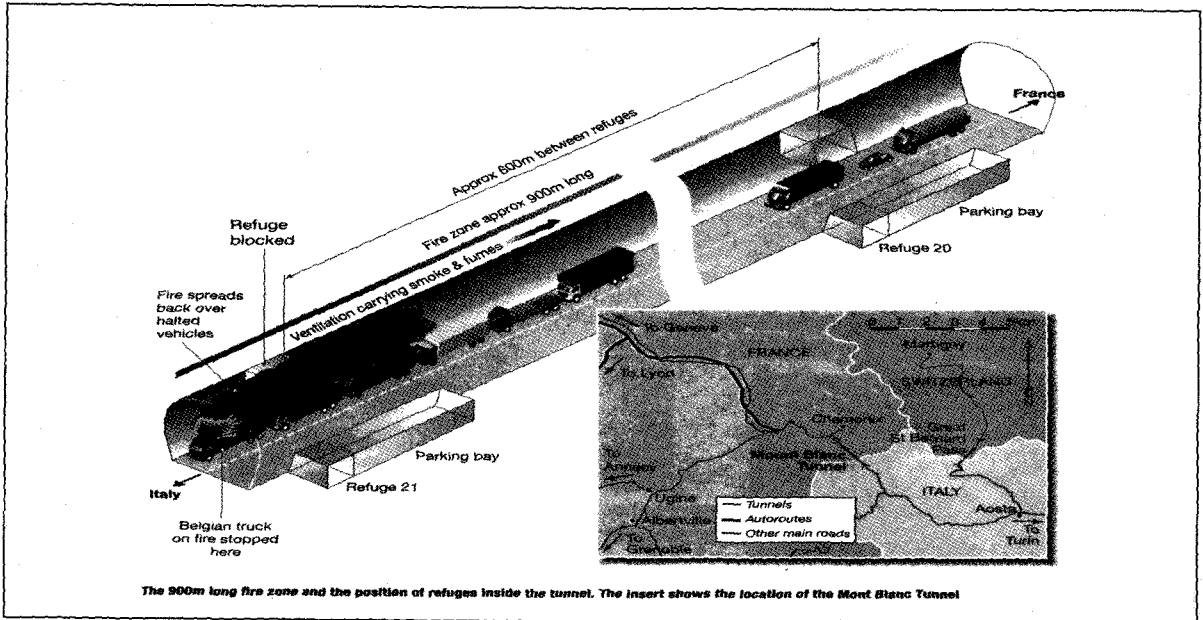 France
Approx 600m between refuges
Fire zone approx 900m long
Ventilation carrying smoke & fumes
Refuge
blocked
Fire spreads
back over
halted
vehicles
Parking bay
Refuge 20
Parking bay
Refuge 21
Italy
Belgian truck
on fire stopped
here
To Geneva
FRANCE
Martigny
SWITZERLAND
To Lyon
Chamonix
Great
St Bernard
Mount Blanc
Tunnel
To
Annecy
ITALY
Ugine
Aosta
Albertville
To
Turin
To
Grenoble
Tunnels
Autoroutes
Other main roads
The 900m long fire zone and the position of refuges inside the tunnel. The insert shows the location of the Mont Blanc Tunnel